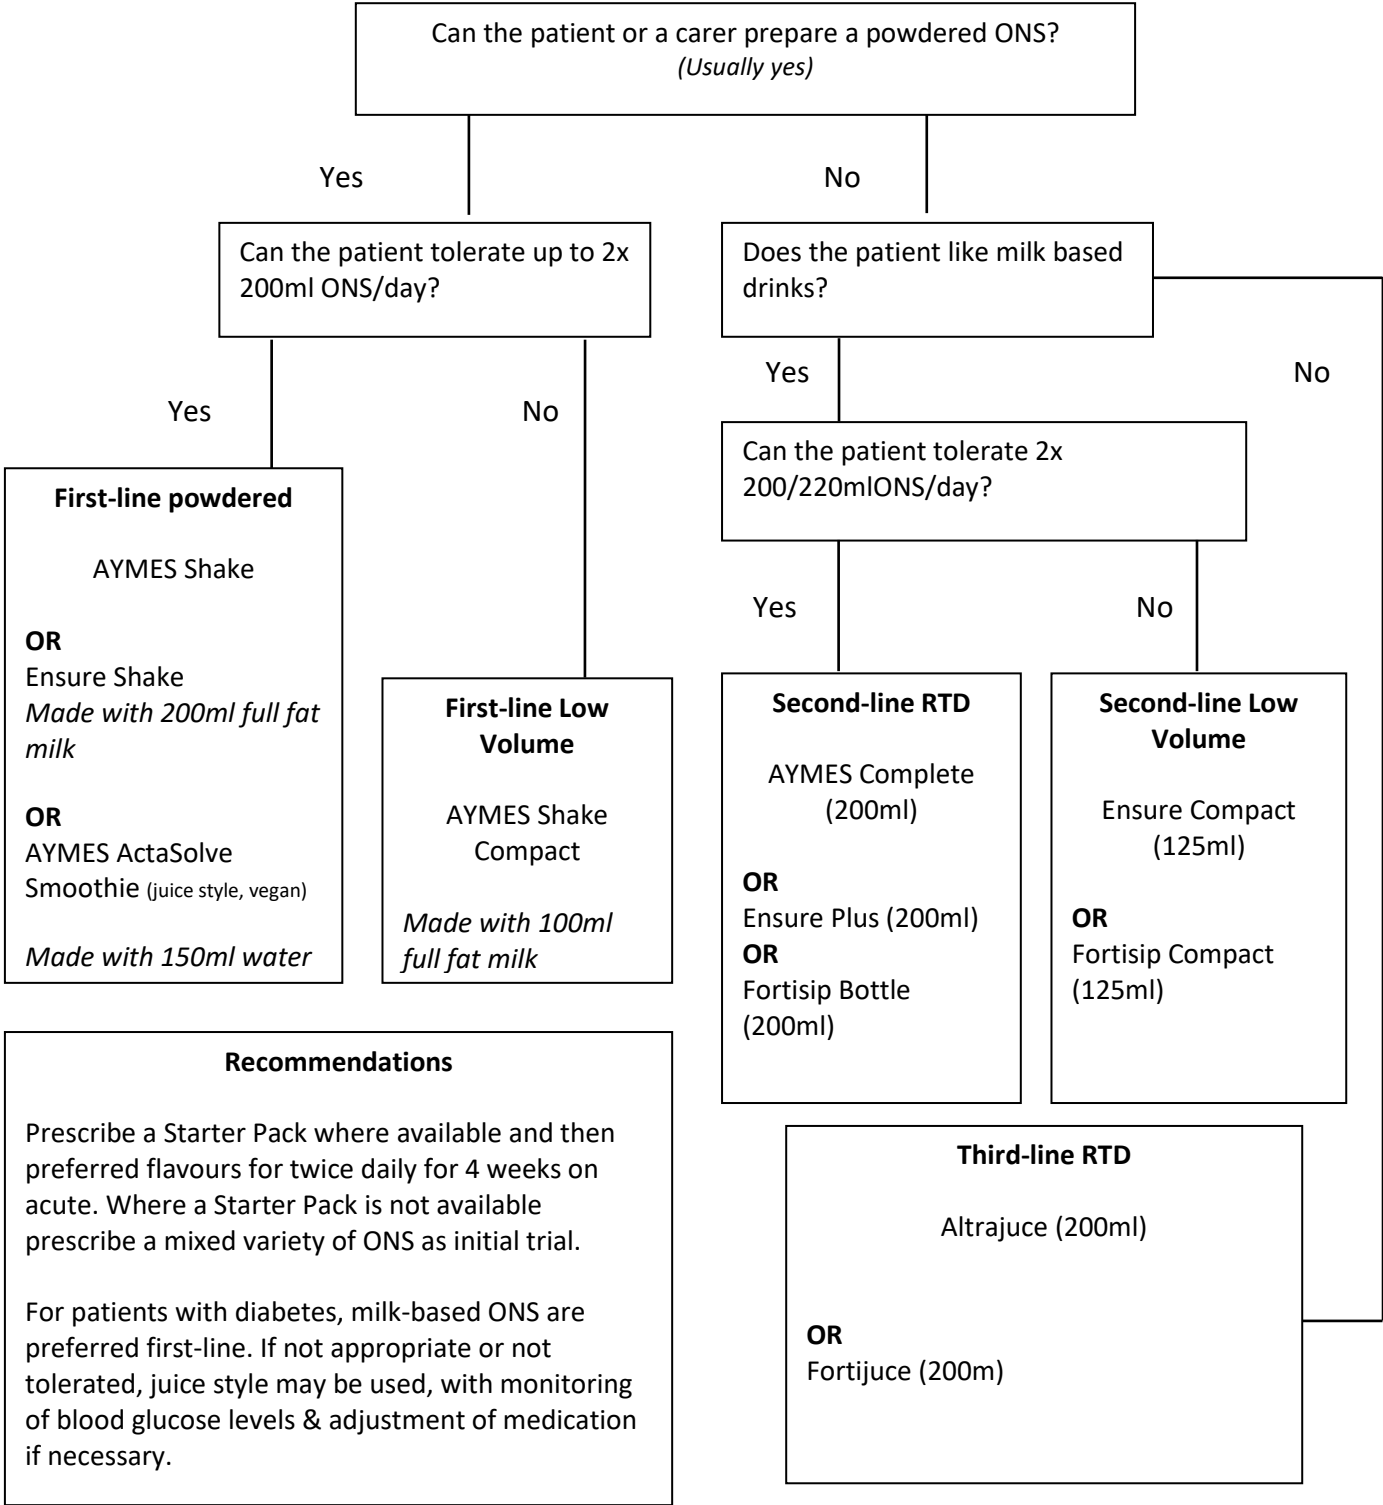 Can the patient or a carer prepare a powdered ONS?
(Usually yes)
Yes
No
Can the patient tolerate up to 2x
200ml ONS/day?
Does the patient like milk based
drinks?
Yes
No
Yes
No
Can the patient tolerate 2x
200/220mlONS/day?
Yes
No
First-line powdered
AYMES Shake
OR
Ensure Shake
Made with 200ml full fat
milk
OR
AYMES ActaSolve
Smoothie (juice style, vegan)
Made with 150ml water
First-line Low
Volume
AYMES Shake
Compact
Made with 100ml
full fat milk
Second-line RTD
AYMES Complete
(200ml)
OR
Ensure Plus (200ml)
OR
Fortisip Bottle
(200ml)
Second-line Low
Volume
Ensure Compact
(125ml)
OR
Fortisip Compact
(125ml)
Recommendations
Prescribe a Starter Pack where available and then
preferred flavours for twice daily for 4 weeks on
acute. Where a Starter Pack is not available
prescribe a mixed variety of ONS as initial trial.
For patients with diabetes, milk-based ONS are
preferred first-line. If not appropriate or not
tolerated, juice style may be used, with monitoring
of blood glucose levels & adjustment of medication
if necessary.
Third-line RTD
Altrajuce (200ml)
OR
Fortijuce (200m)